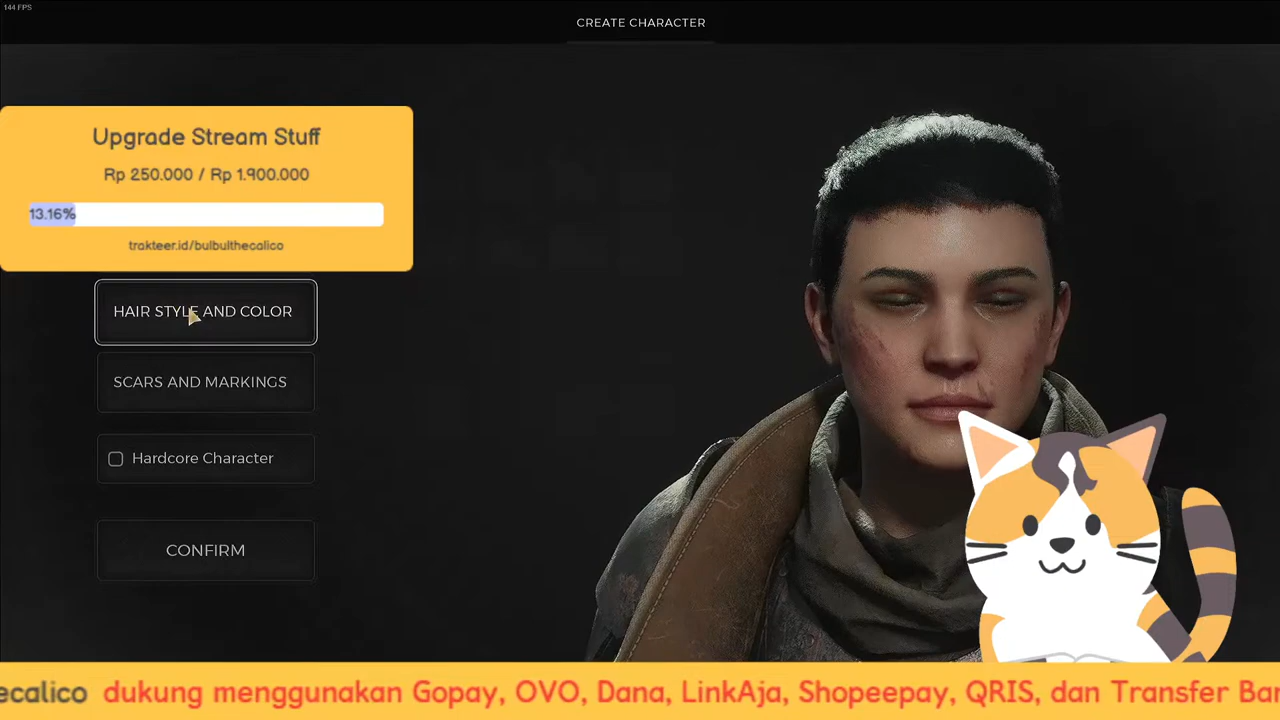 144 FPS
CREATE CHARACTER
Upgrade Stream Stuff
Rp 250.000 / Rp 1.900.000
13.16%
trakteer.id/bulbulthecalico
HAIR STYLE AND COLOR
SCARS AND MARKINGS
Hardcore Character
CONFIRM
ecalico dukung menggunakan Gopay, OVO, Dana, LinkAja, Shopeepay, QRIS, dan Transfer Ban